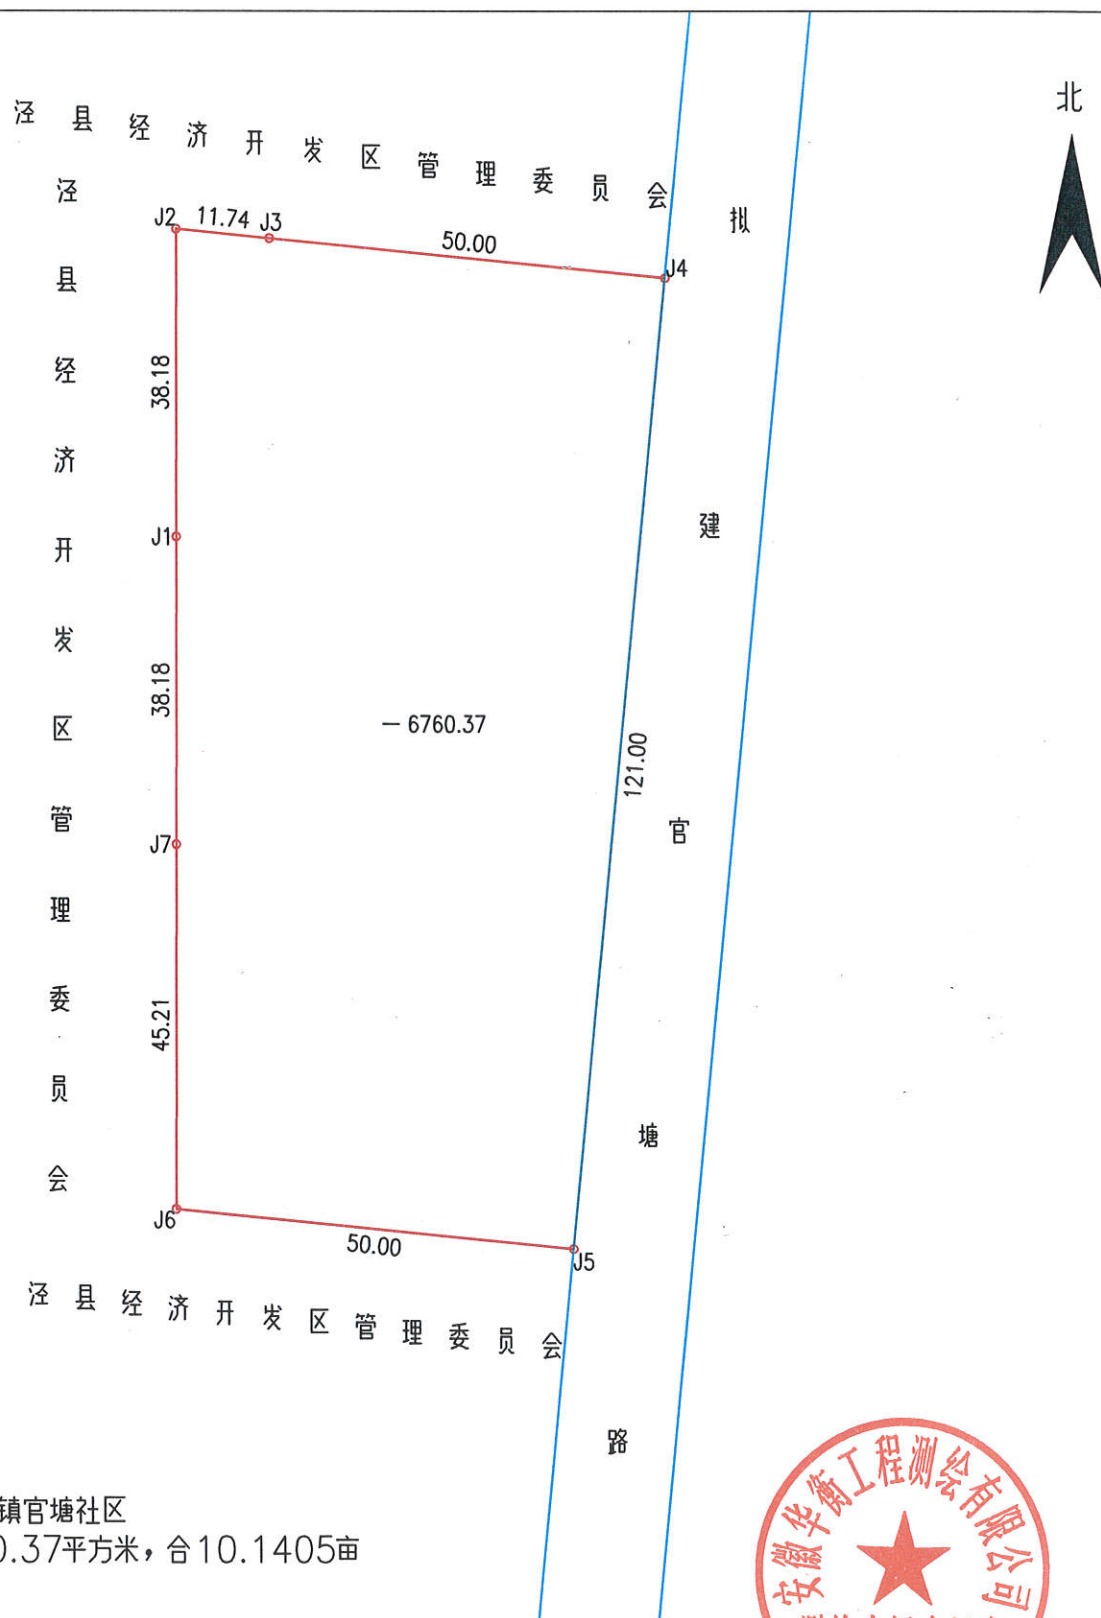 北
泾县经济开发区管理委员会
泾县经济开发区管理委员会
J2 11.74 J3
50.00
J4
38.18
J1
38.18
J7
45.21
J6
50.00
J5
121.00
— 6760.37
拟建官塘路
泾县经济开发区管理委员会
镇官塘社区
0.37平方米，合10.1405亩
安徽华衡工程测绘有限公司